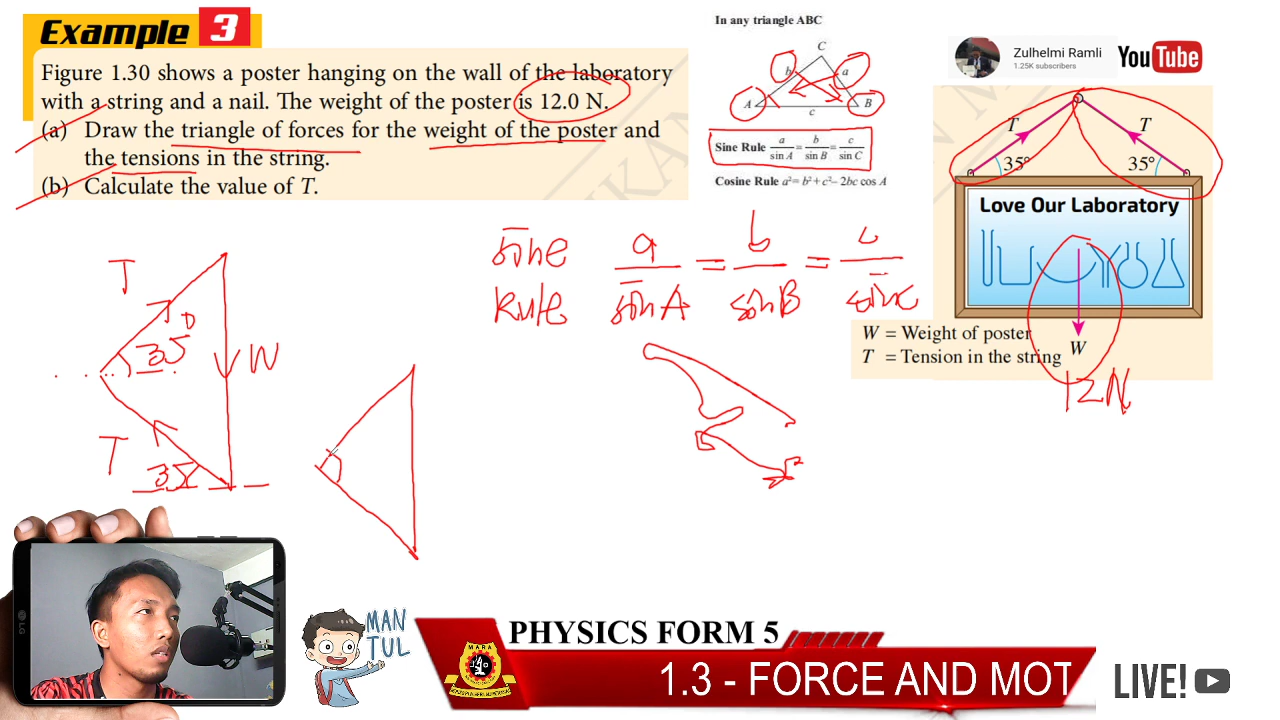 Example 3
Figure 1.30 shows a poster hanging on the wall of the laboratory
with a string and a nail. The weight of the poster is 12.0 N.
(a) Draw the triangle of forces for the weight of the poster and
the tensions in the string.
(b) Calculate the value of T.
In any triangle ABC
C
b a
A B
c
Sine Rule a/sin A = b/sin B = c/sin C
Cosine Rule a² = b² + c² – 2bc cos A
Zulhelmi Ramli
1.25K subscribers
YouTube
T T
35° 35°
Love Our Laboratory
W = Weight of poster
T = Tension in the string
W
12N
sine a/sin A = b/sin B = c/sin c
Rule
T
35°
W
T
35
LG
MAN
TUL
MARA
PHYSICS FORM 5
1.3 - FORCE AND MOT
LIVE!